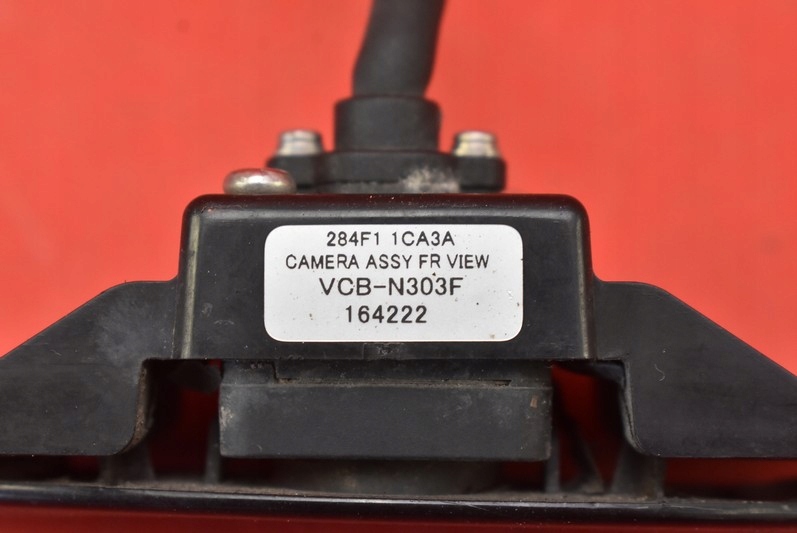 284F1 1CA3A
CAMERA ASSY FR VIEW
VCB-N303F
164222